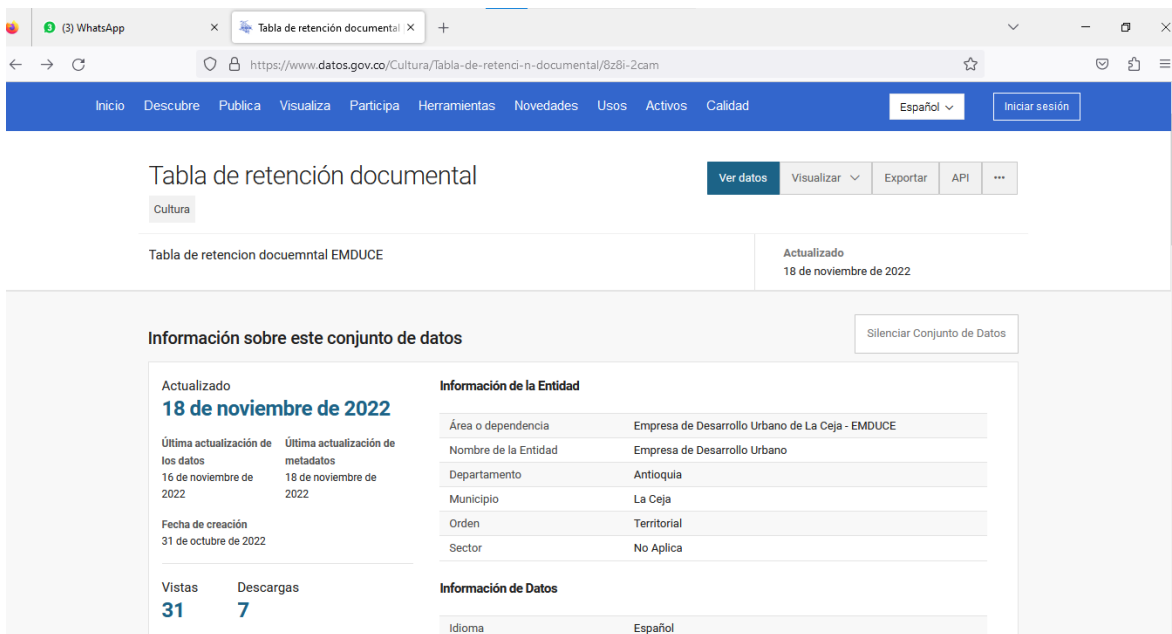 3 (3) WhatsApp
Tabla de retención documental
https://www.datos.gov.co/Cultura/Tabla-de-retenci-n-documental/8z8i-2cam
Inicio Descubre Publica Visualiza Participa Herramientas Novedades Usos Activos Calidad Español Iniciar sesión
Tabla de retención documental
Ver datos Visualizar Exportar API ...
Cultura
Tabla de retencion docuemntal EMDUCE
Actualizado
18 de noviembre de 2022
Información sobre este conjunto de datos
Silenciar Conjunto de Datos
Actualizado
18 de noviembre de 2022
Última actualización de
los datos
16 de noviembre de
2022
Última actualización de
metadatos
18 de noviembre de
2022
Fecha de creación
31 de octubre de 2022
Vistas
31
Descargas
7
Información de la Entidad
Área o dependencia Empresa de Desarrollo Urbano de La Ceja - EMDUCE
Nombre de la Entidad Empresa de Desarrollo Urbano
Departamento Antioquia
Municipio La Ceja
Orden Territorial
Sector No Aplica
Información de Datos
Idioma Español